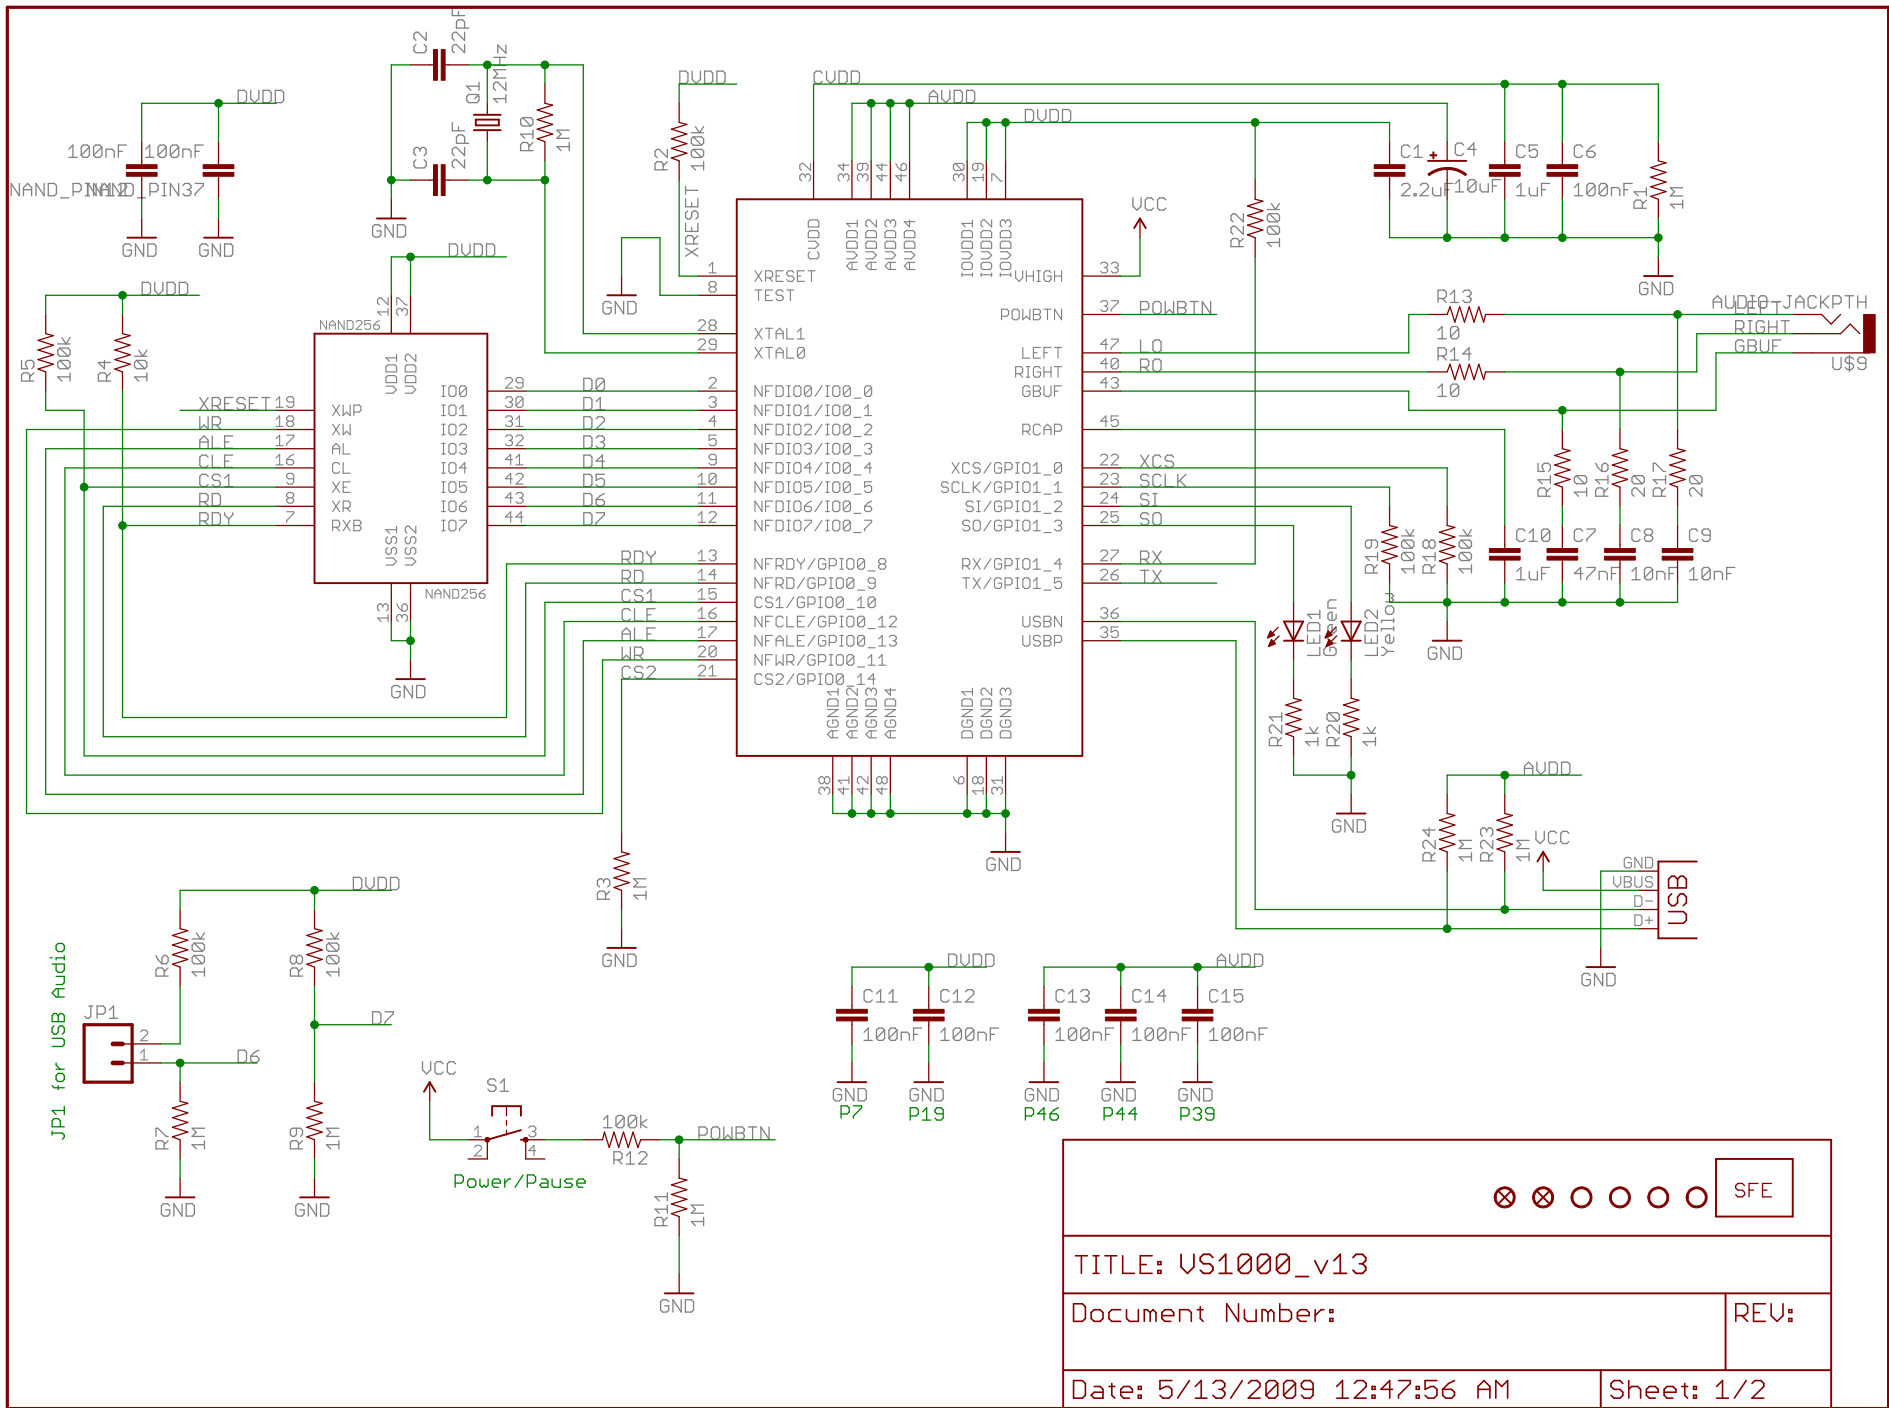 C2
22pF
Q1
12MHz
C3
22pF
R10
1M
DVDD
100nF
100nF
NAND_PIN12
NAND_PIN37
GND
GND
GND
DVDD
R2
100k
XRESET
GND
CVDD
AVDD
DVDD
32
34
39
44
46
30
19
7
CVDD
AVDD1
AVDD2
AVDD3
AVDD4
IOVDD1
IOVDD2
IOVDD3
VCC
R22
100k
C1
2.2uF
C4
10uF
C5
1uF
C6
100nF
R1
1M
GND
DVDD
R5
100k
R4
10k
DVDD
12
37
NAND256
VDD1
VDD2
XRESET 19 XWP
WR 18 XW
ALE 17 AL
CLE 16 CL
CS1 9 XE
RD 8 XR
RDY 7 RXB
IO0 29 D0
IO1 30 D1
IO2 31 D2
IO3 32 D3
IO4 41 D4
IO5 42 D5
IO6 43 D6
IO7 44 D7
VSS1
VSS2
13
36
NAND256
GND
1 XRESET
8 TEST
28 XTAL1
29 XTAL0
2 NFDIO0/IO0_0
3 NFDIO1/IO0_1
4 NFDIO2/IO0_2
5 NFDIO3/IO0_3
9 NFDIO4/IO0_4
10 NFDIO5/IO0_5
11 NFDIO6/IO0_6
12 NFDIO7/IO0_7
RDY 13 NFRDY/GPIO0_8
RD 14 NFRD/GPIO0_9
CS1 15 CS1/GPIO0_10
CLE 16 NFCLE/GPIO0_12
ALE 17 NFALE/GPIO0_13
WR 20 NFWR/GPIO0_11
CS2 21 CS2/GPIO0_14
VHIGH 33
POWBTN 37 POWBTN
LEFT 47 LO
RIGHT 40 RO
GBUF 43
RCAP 45
XCS/GPIO1_0 22 XCS
SCLK/GPIO1_1 23 SCLK
SI/GPIO1_2 24 SI
SO/GPIO1_3 25 SO
RX/GPIO1_4 27 RX
TX/GPIO1_5 26 TX
USBN 36
USBP 35
AGND1
AGND2
AGND3
AGND4
DGND1
DGND2
DGND3
38
41
42
48
6
18
31
GND
R13
10
R14
10
AUDIO-JACKPTH
LEFT
RIGHT
GBUF
U$9
R15
10
R16
20
R17
20
R19
100k
R18
100k
C10
1uF
C7
47nF
C8
10nF
C9
10nF
GND
LED1
Green
LED2
Yellow
R21
1k
R20
1k
GND
AVDD
R24
1M
R23
1M
VCC
GND
VBUS
D-
D+
USB
GND
R3
1M
GND
DVDD
R6
100k
R8
100k
JP1 for USB Audio
JP1
2
1
D6
D7
R7
1M
R9
1M
GND
GND
VCC
S1
1
2
3
4
Power/Pause
100k
R12
POWBTN
R11
1M
GND
DVDD
C11
100nF
C12
100nF
GND
P7
GND
P19
AVDD
C13
100nF
C14
100nF
C15
100nF
GND
P46
GND
P44
GND
P39
SFE
TITLE: VS1000_v13
Document Number:
REV:
Date: 5/13/2009 12:47:56 AM
Sheet: 1/2